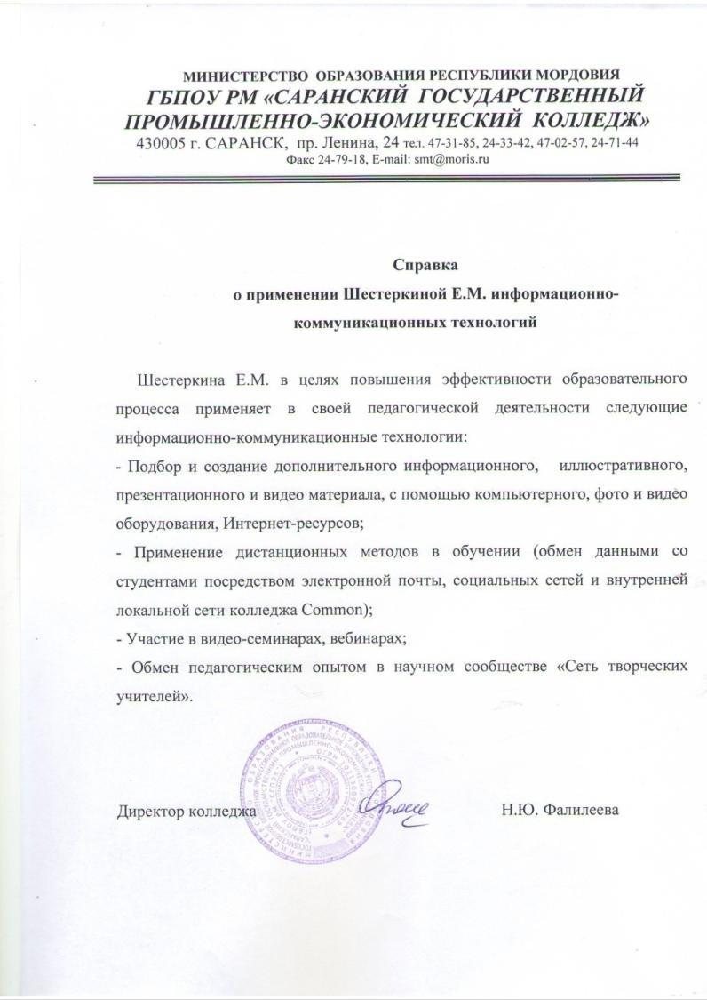 МИНИСТЕРСТВО ОБРАЗОВАНИЯ РЕСПУБЛИКИ МОРДОВИЯ
ГБПОУ РМ «САРАНСКИЙ ГОСУДАРСТВЕННЫЙ
ПРОМЫШЛЕННО-ЭКОНОМИЧЕСКИЙ КОЛЛЕДЖ»
430005 г. САРАНСК, пр. Ленина, 24 тел. 47-31-85, 24-33-42, 47-02-57, 24-71-44
Факс 24-79-18, E-mail: smt@moris.ru
Справка
о применении Шестеркиной Е.М. информационно-
коммуникационных технологий
Шестеркина Е.М. в целях повышения эффективности образовательного
процесса применяет в своей педагогической деятельности следующие
информационно-коммуникационные технологии:
- Подбор и создание дополнительного информационного, иллюстративного,
презентационного и видео материала, с помощью компьютерного, фото и видео
оборудования, Интернет-ресурсов;
- Применение дистанционных методов в обучении (обмен данными со
студентами посредством электронной почты, социальных сетей и внутренней
локальной сети колледжа Common);
- Участие в видео-семинарах, вебинарах;
- Обмен педагогическим опытом в научном сообществе «Сеть творческих
учителей».
Директор колледжа
Н.Ю. Фалилеева